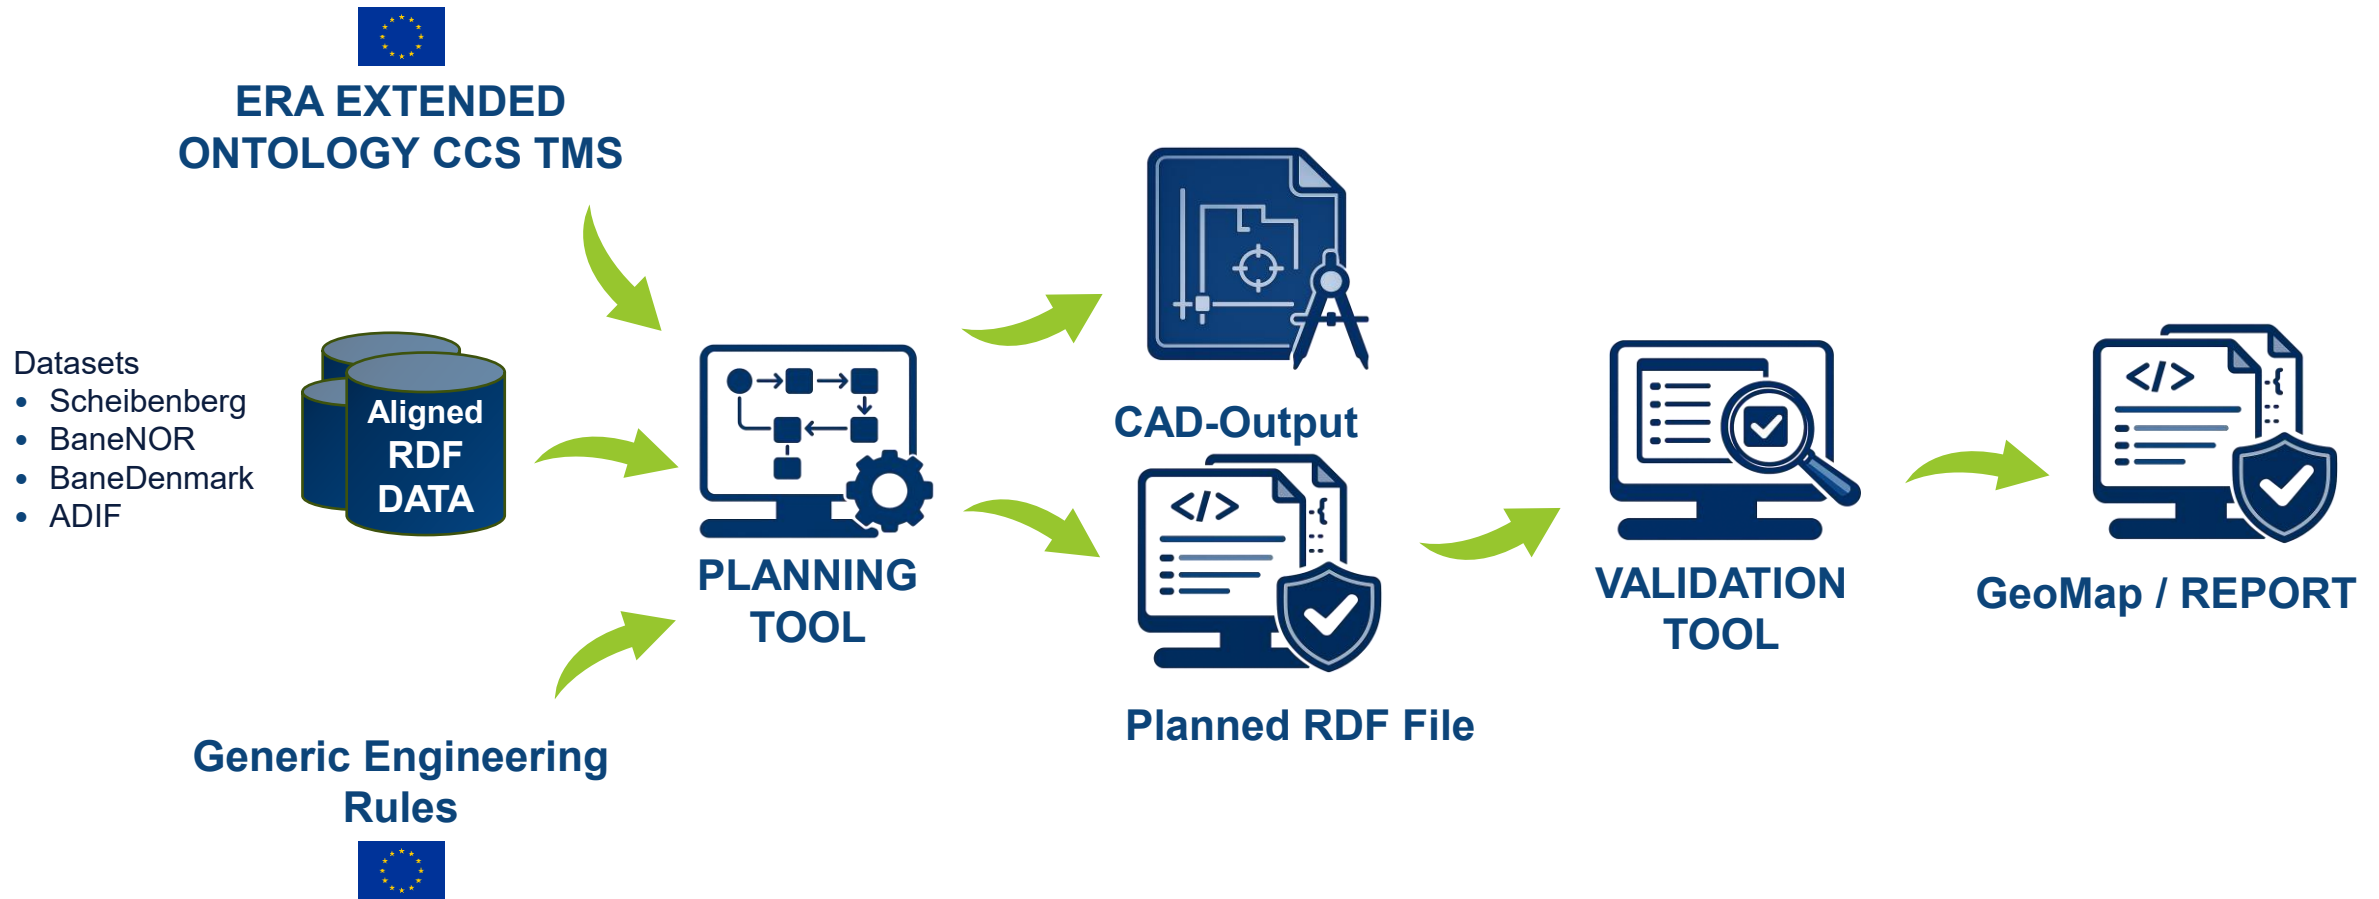 ERA EXTENDED
ONTOLOGY CCS TMS
Datasets
• Scheibenberg
• BaneNOR
• BaneDenmark
• ADIF
Aligned
RDF
DATA
Generic Engineering
Rules
PLANNING
TOOL
CAD-Output
</>
Planned RDF File
VALIDATION
TOOL
</>
GeoMap / REPORT